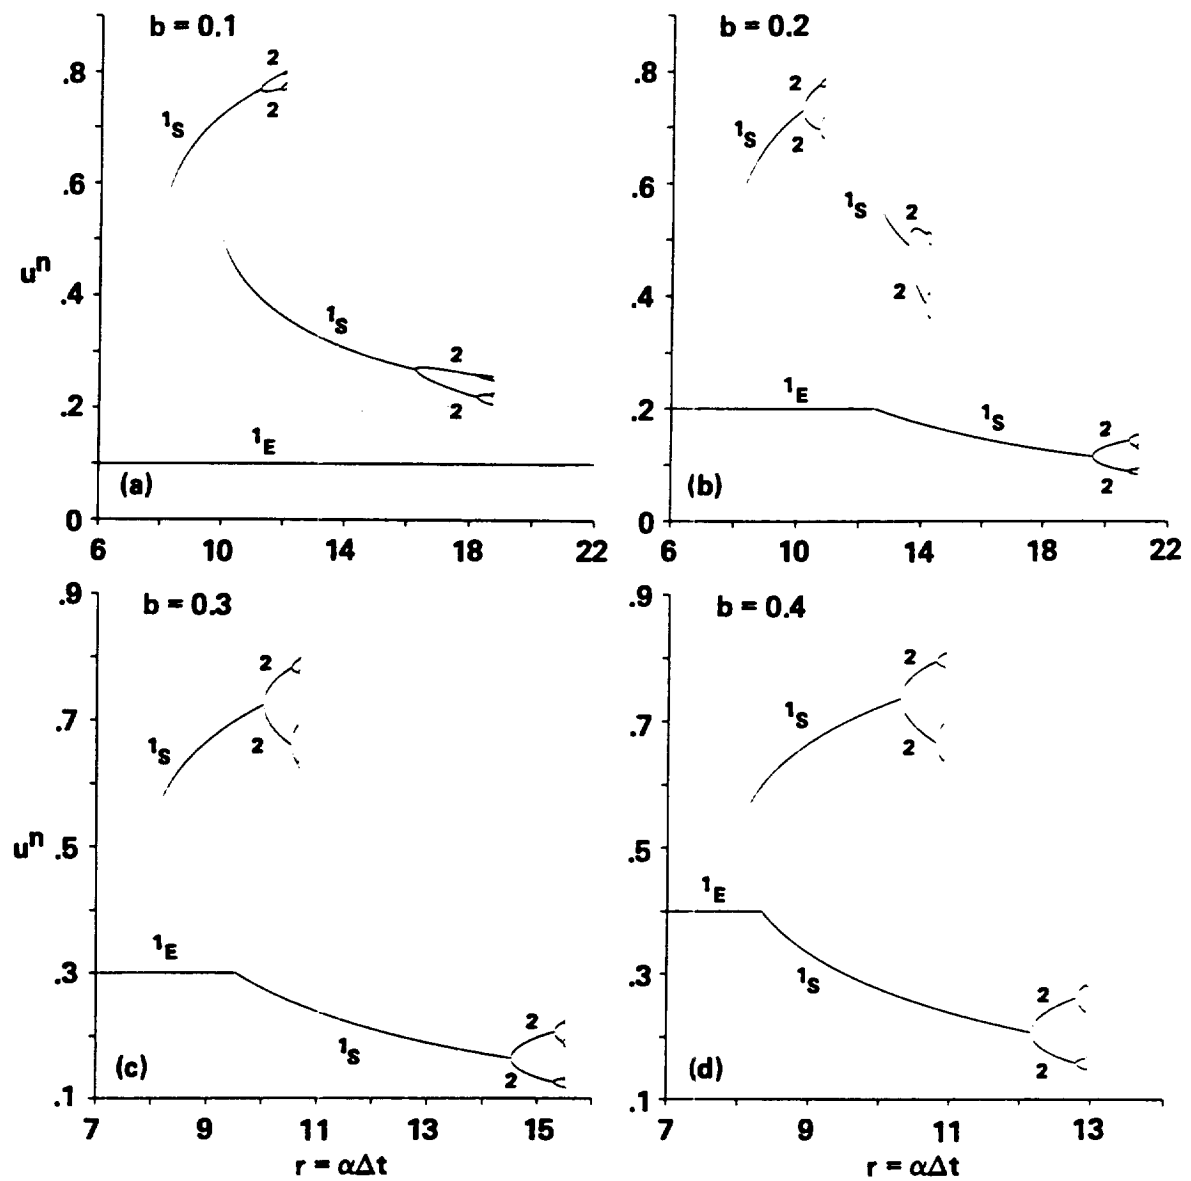 b = 0.1
.8
.6
uⁿ
.4
.2
0
2
2
1S
1S
2
2
1E
(a)
6 10 14 18 22
b = 0.2
.8
.6
.4
.2
0
2
2
1S
1S
2
2
1E
1S
2
2
(b)
6 10 14 18 22
b = 0.3
.9
.7
uⁿ
.5
.3
.1
2
2
1S
1E
1S
2
2
(c)
7 9 11 13 15
r = αΔt
b = 0.4
.9
.7
.5
.3
.1
2
2
1S
1E
1S
2
2
(d)
7 9 11 13
r = αΔt